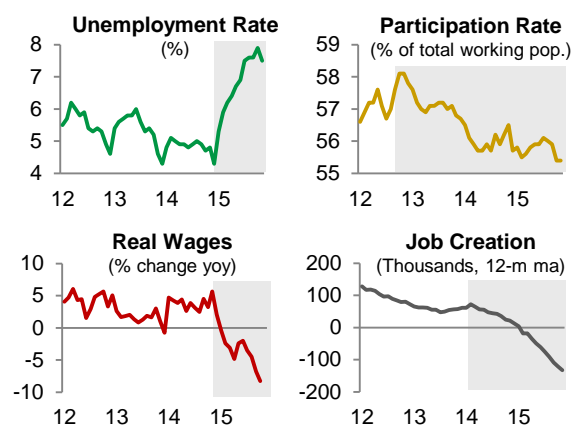 Unemployment Rate
(%)
8
7
6
5
4
12 13 14 15
Participation Rate
(% of total working pop.)
59
58
57
56
55
12 13 14 15
Real Wages
(% change yoy)
10
5
0
-5
-10
12 13 14 15
Job Creation
(Thousands, 12-m ma)
200
100
0
-100
-200
12 13 14 15